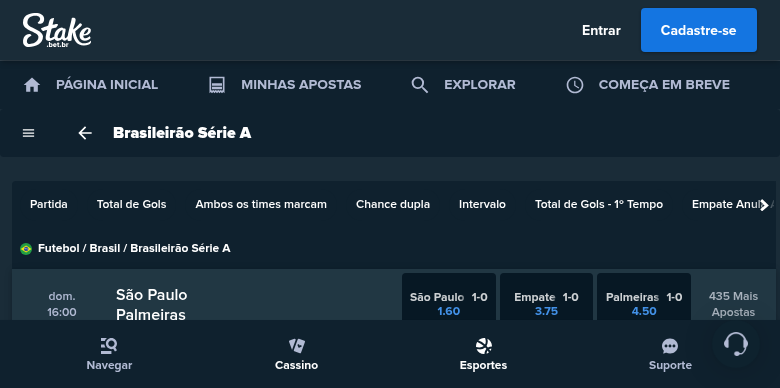 Stake
.bet.br
Entrar
Cadastre-se
PÁGINA INICIAL
MINHAS APOSTAS
EXPLORAR
COMEÇA EM BREVE
Brasileirão Série A
Partida
Total de Gols
Ambos os times marcam
Chance dupla
Intervalo
Total de Gols - 1º Tempo
Empate Anul
Futebol / Brasil / Brasileirão Série A
dom.
16:00
São Paulo
Palmeiras
São Paulo 1-0
1.60
Empate 1-0
3.75
Palmeiras 1-0
4.50
435 Mais
Apostas
Navegar
Cassino
Esportes
Suporte